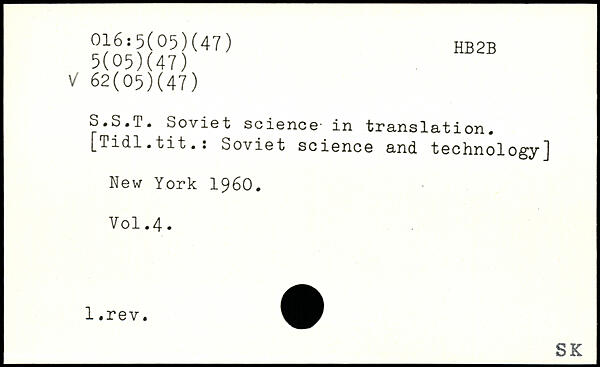 016:5(05)(47)
HB2B
5(05)(47)
V 62(05)(47)
S.S.T. Soviet science in translation.
[Tidl.tit.: Soviet science and technology]
New York 1960.
Vol.4.
1.rev.
SK